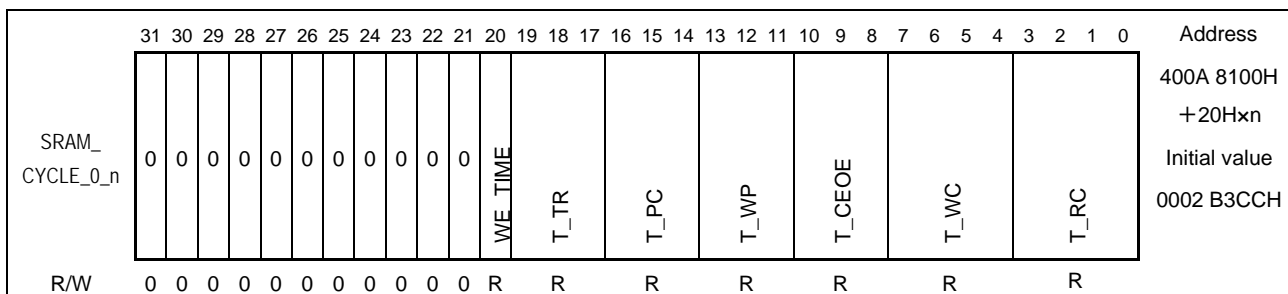 31 30 29 28 27 26 25 24 23 22 21 20 19 18 17 16 15 14 13 12 11 10 9 8 7 6 5 4 3 2 1 0 Address
400A 8100H
+20H×n
SRAM_
CYCLE_0_n
0 0 0 0 0 0 0 0 0 0 0 WE_TIME T_TR T_PC T_WP T_CEOE T_WC T_RC
Initial value
0002 B3CCH
R/W 0 0 0 0 0 0 0 0 0 0 0 R R R R R R R